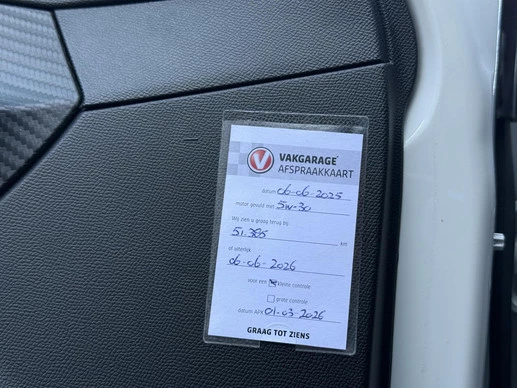 VAKGARAGE
AFSPRAAKKAART
datum 06-06-2025
motor gevuld met 5W-30
Wij zien u graag terug bij
51.385 km
of uiterlijk
06-06-2026
voor een kleine controle
grote controle
datum APK 01-03-2026
GRAAG TOT ZIENS